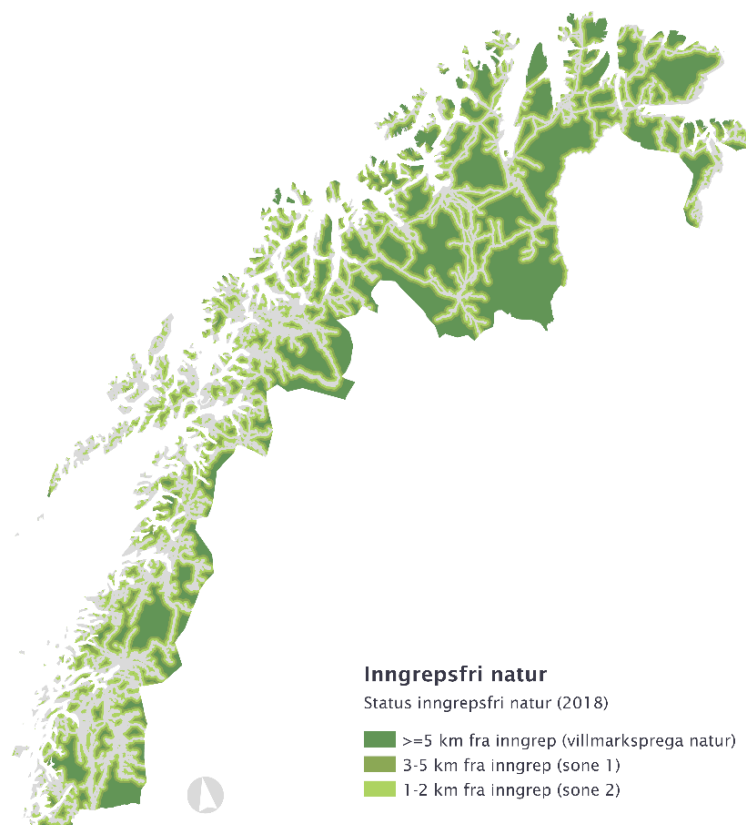 Inngrepsfri natur
Status inngrepsfri natur (2018)
>=5 km fra inngrep (villmarksprega natur)
3-5 km fra inngrep (sone 1)
1-2 km fra inngrep (sone 2)